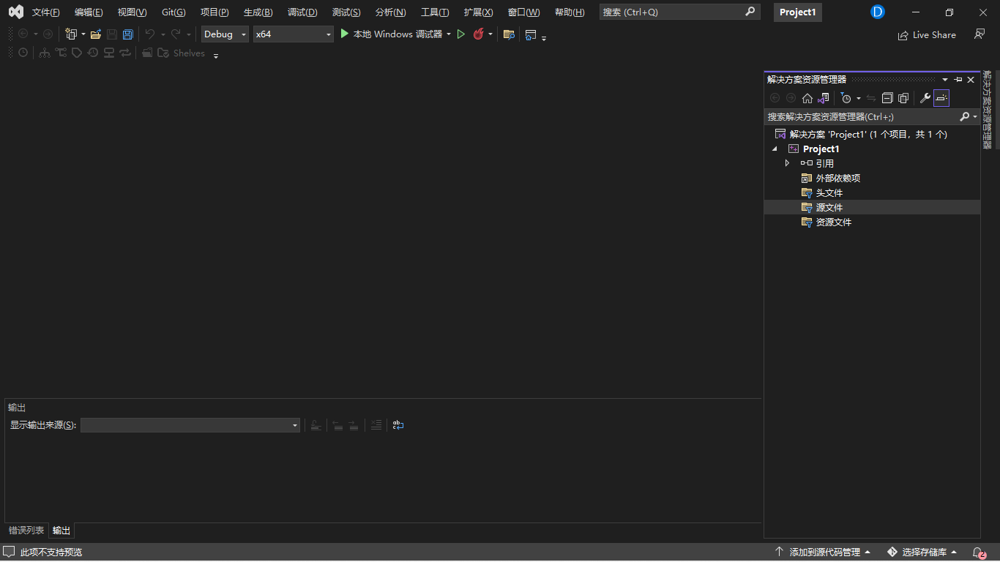 文件(F) 编辑(E) 视图(V) Git(G) 项目(P) 生成(B) 调试(D) 测试(S) 分析(N) 工具(T) 扩展(X) 窗口(W) 帮助(H) 搜索 (Ctrl+Q) Project1 D
Debug x64 本地 Windows 调试器 Live Share
Shelves
解决方案资源管理器
解决方案资源管理器
搜索解决方案资源管理器(Ctrl+;)
解决方案 'Project1' (1 个项目，共 1 个)
Project1
引用
外部依赖项
头文件
源文件
资源文件
输出
显示输出来源(S):
错误列表 输出
此项不支持预览 添加到源代码管理 选择存储库 2